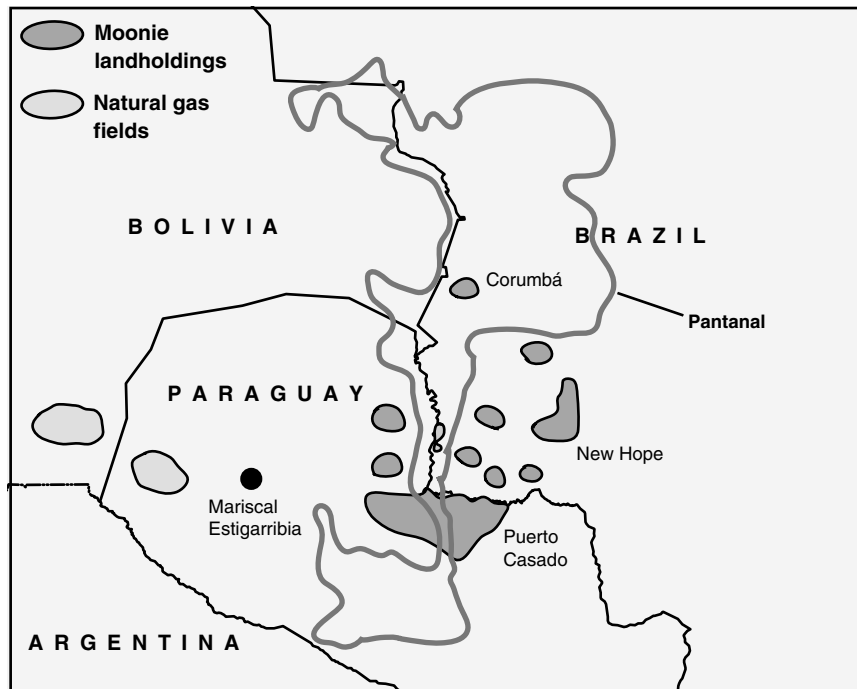 Moonie
landholdings
Natural gas
fields
BOLIVIA
BRAZIL
Corumbá
Pantanal
PARAGUAY
New Hope
Mariscal
Estigarribia
Puerto
Casado
ARGENTINA